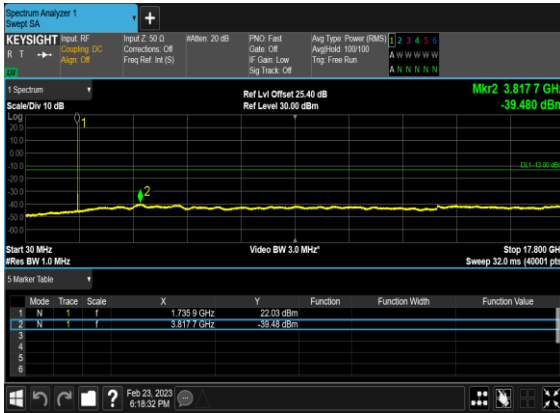 Spectrum Analyzer 1
Swept SA
+
KEYSIGHT Input: RF Input Z: 50 Ω #Atten: 20 dB PNO: Fast Avg Type: Power (RMS) 1 2 3 4 5 6
R T Coupling: DC Corrections: Off Gate: Off Avg|Hold: 100/100 A W W W W W
Align: Off Freq Ref: Int (S) IF Gain: Low Trig: Free Run
Sig Track: Off A N N N N N
1 Spectrum Ref Lvl Offset 25.40 dB Mkr2 3.817 7 GHz
Scale/Div 10 dB Ref Level 30.00 dBm -39.480 dBm
Log
20.0
10.0
0.00
-10.0
-20.0
-30.0
-40.0
-50.0
-60.0
1
2
DL1 -13.00 dBm
Start 30 MHz Video BW 3.0 MHz* Stop 17.800 GHz
#Res BW 1.0 MHz Sweep 32.0 ms (40001 pts)
5 Marker Table
Mode Trace Scale X Y Function Function Width Function Value
1 N 1 f 1.735 9 GHz 22.03 dBm
2 N 1 f 3.817 7 GHz -39.48 dBm
3
4
5
6
? Feb 23, 2023
6:18:32 PM